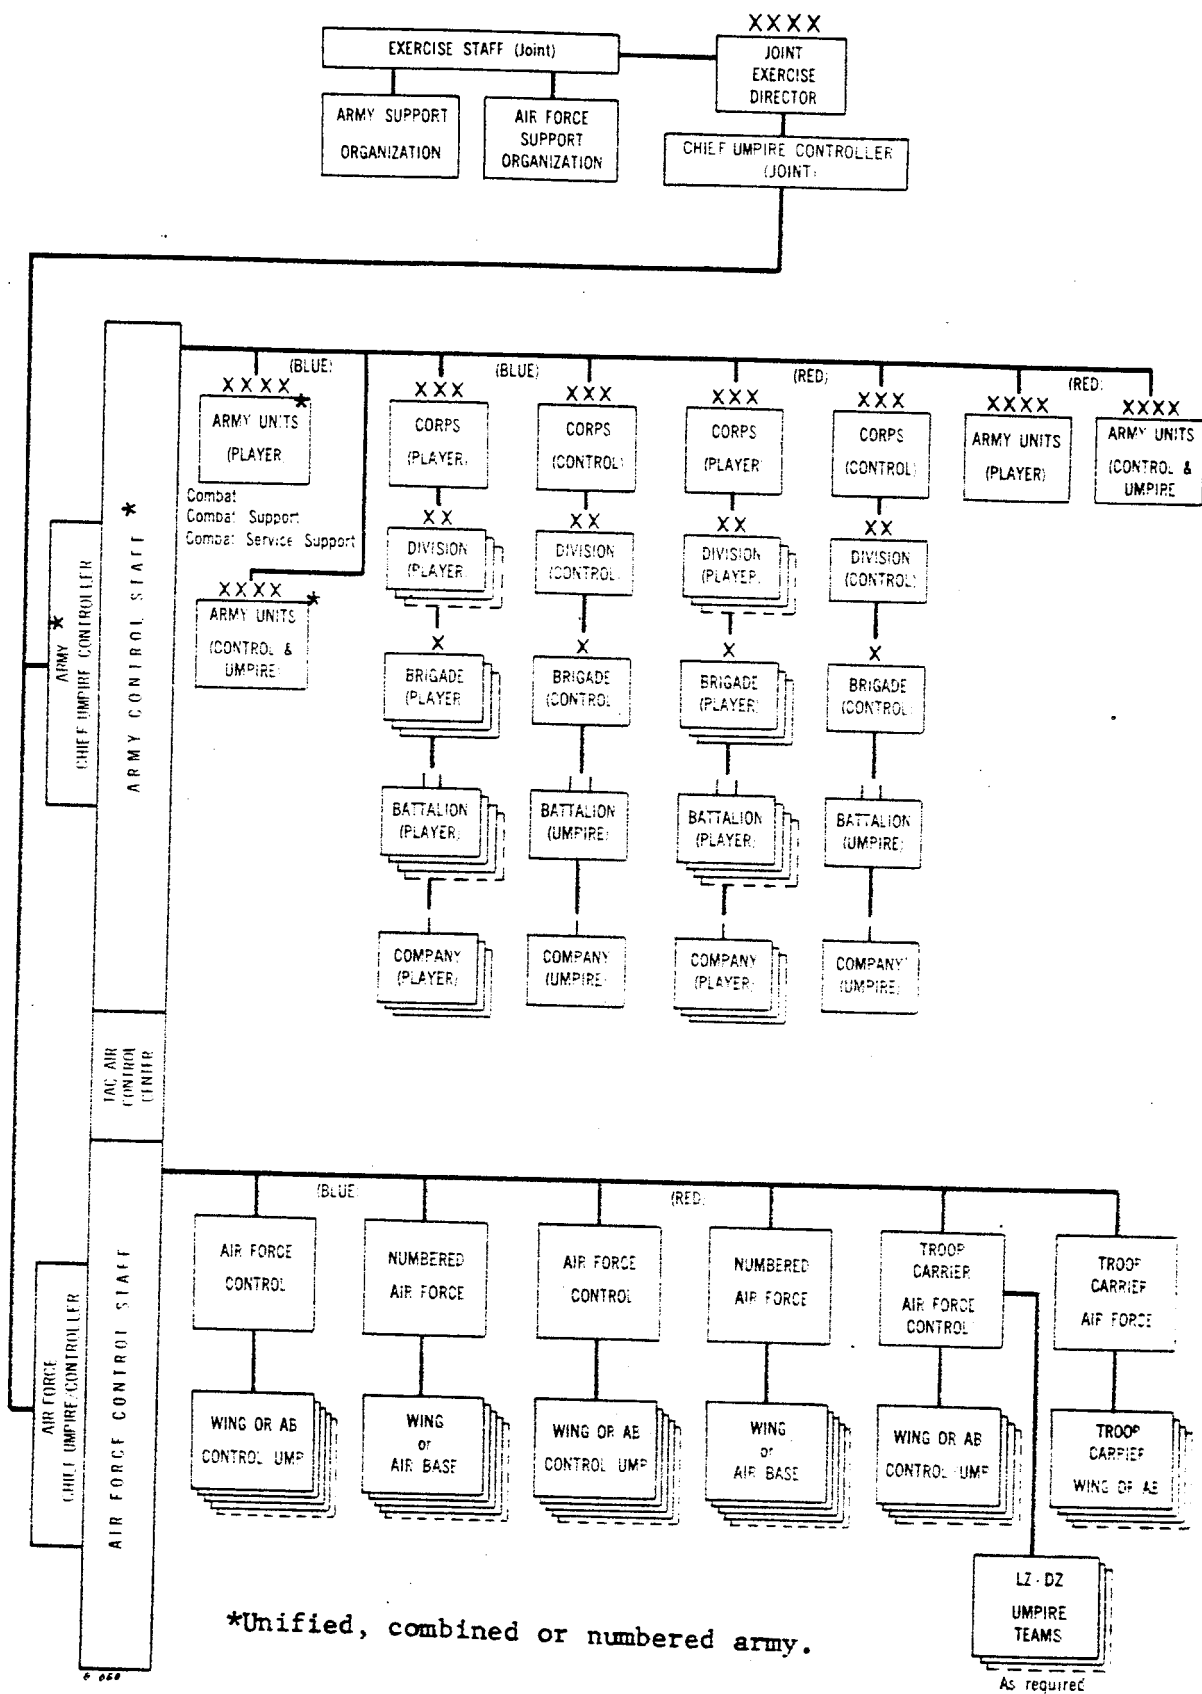 XXXX
EXERCISE STAFF (Joint)
JOINT
EXERCISE
DIRECTOR
ARMY SUPPORT
ORGANIZATION
AIR FORCE
SUPPORT
ORGANIZATION
CHIEF UMPIRE CONTROLLER
(JOINT)
(BLUE)
(BLUE)
(RED)
(RED)
XXXX
*
ARMY UNITS
(PLAYER)
Combat
Combat Support
Combat Service Support
XXXX
*
ARMY UNITS
(CONTROL &
UMPIRE)
XXX
CORPS
(PLAYER)
XX
DIVISION
(PLAYER)
X
BRIGADE
(PLAYER
BATTALION
(PLAYER)
COMPANY
(PLAYER)
XXX
CORPS
(CONTROL)
XX
DIVISION
(CONTROL)
X
BRIGADE
(CONTROL
BATTALION
(UMPIRE)
COMPANY
(UMPIRE)
XXX
CORPS
(PLAYER)
XX
DIVISION
(PLAYER)
X
BRIGADE
(PLAYER)
BATTALION
(PLAYER)
COMPANY
(PLAYER)
XXX
CORPS
(CONTROL)
XX
DIVISION
(CONTROL)
X
BRIGADE
(CONTROL)
BATTALION
(UMPIRE)
COMPANY
(UMPIRE)
XXXX
ARMY UNITS
(PLAYER)
XXXX
ARMY UNITS
(CONTROL &
UMPIRE
ARMY *
CHIEF UMPIRE CONTROLLER
ARMY CONTROL STAFF *
TAC AIR
CONTROL
CENTER
AIR FORCE
CHIEF UMPIRE/CONTROLLER
AIR FORCE CONTROL STAFF
(BLUE
(RED)
AIR FORCE
CONTROL
NUMBERED
AIR FORCE
AIR FORCE
CONTROL
NUMBERED
AIR FORCE
TROOP
CARRIER
AIR FORCE
CONTROL
TROOP
CARRIER
AIR FORCE
WING OR AB
CONTROL UMP
WING
or
AIR BASE
WING OR AB
CONTROL UMP
WING
or
AIR BASE
WING OR AB
CONTROL UMP
TROOP
CARRIER
WING OR AB
LZ-DZ
UMPIRE
TEAMS
As required
*Unified, combined or numbered army.